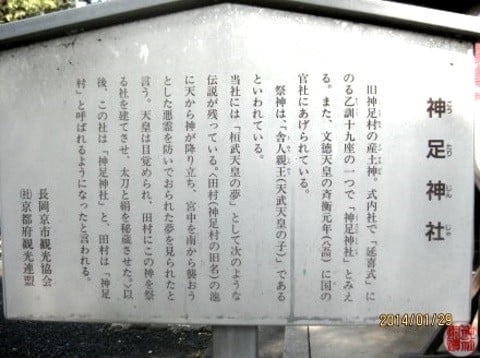 神足神社
こう たり じん じゃ
旧神足村の産土神。式内社で「延喜式」に
のる乙訓十九座の一つで「神足神社」とみえ
る。また、文徳天皇の斉衡元年(八五四)に国の
官社にあげられている。
祭神は、「舎人親王(天武天皇の子)」である
といわれている。
当社には「桓武天皇の夢」として次のような
伝説が残っている。「田村(神足村の旧名)の池
に天から神が降り立ち、宮中を南から襲おう
とした悪霊を防いでおられた夢を見られたと
言う。天皇は目覚められ、田村にこの神を祭
る社を建てさせ、太刀と絹を秘蔵させた。」以
後、この社は「神足神社」と、田村は「神足
村」と呼ばれるようになったと言われる。
長岡京市観光協会
㈳京都府観光連盟
2014/01/29